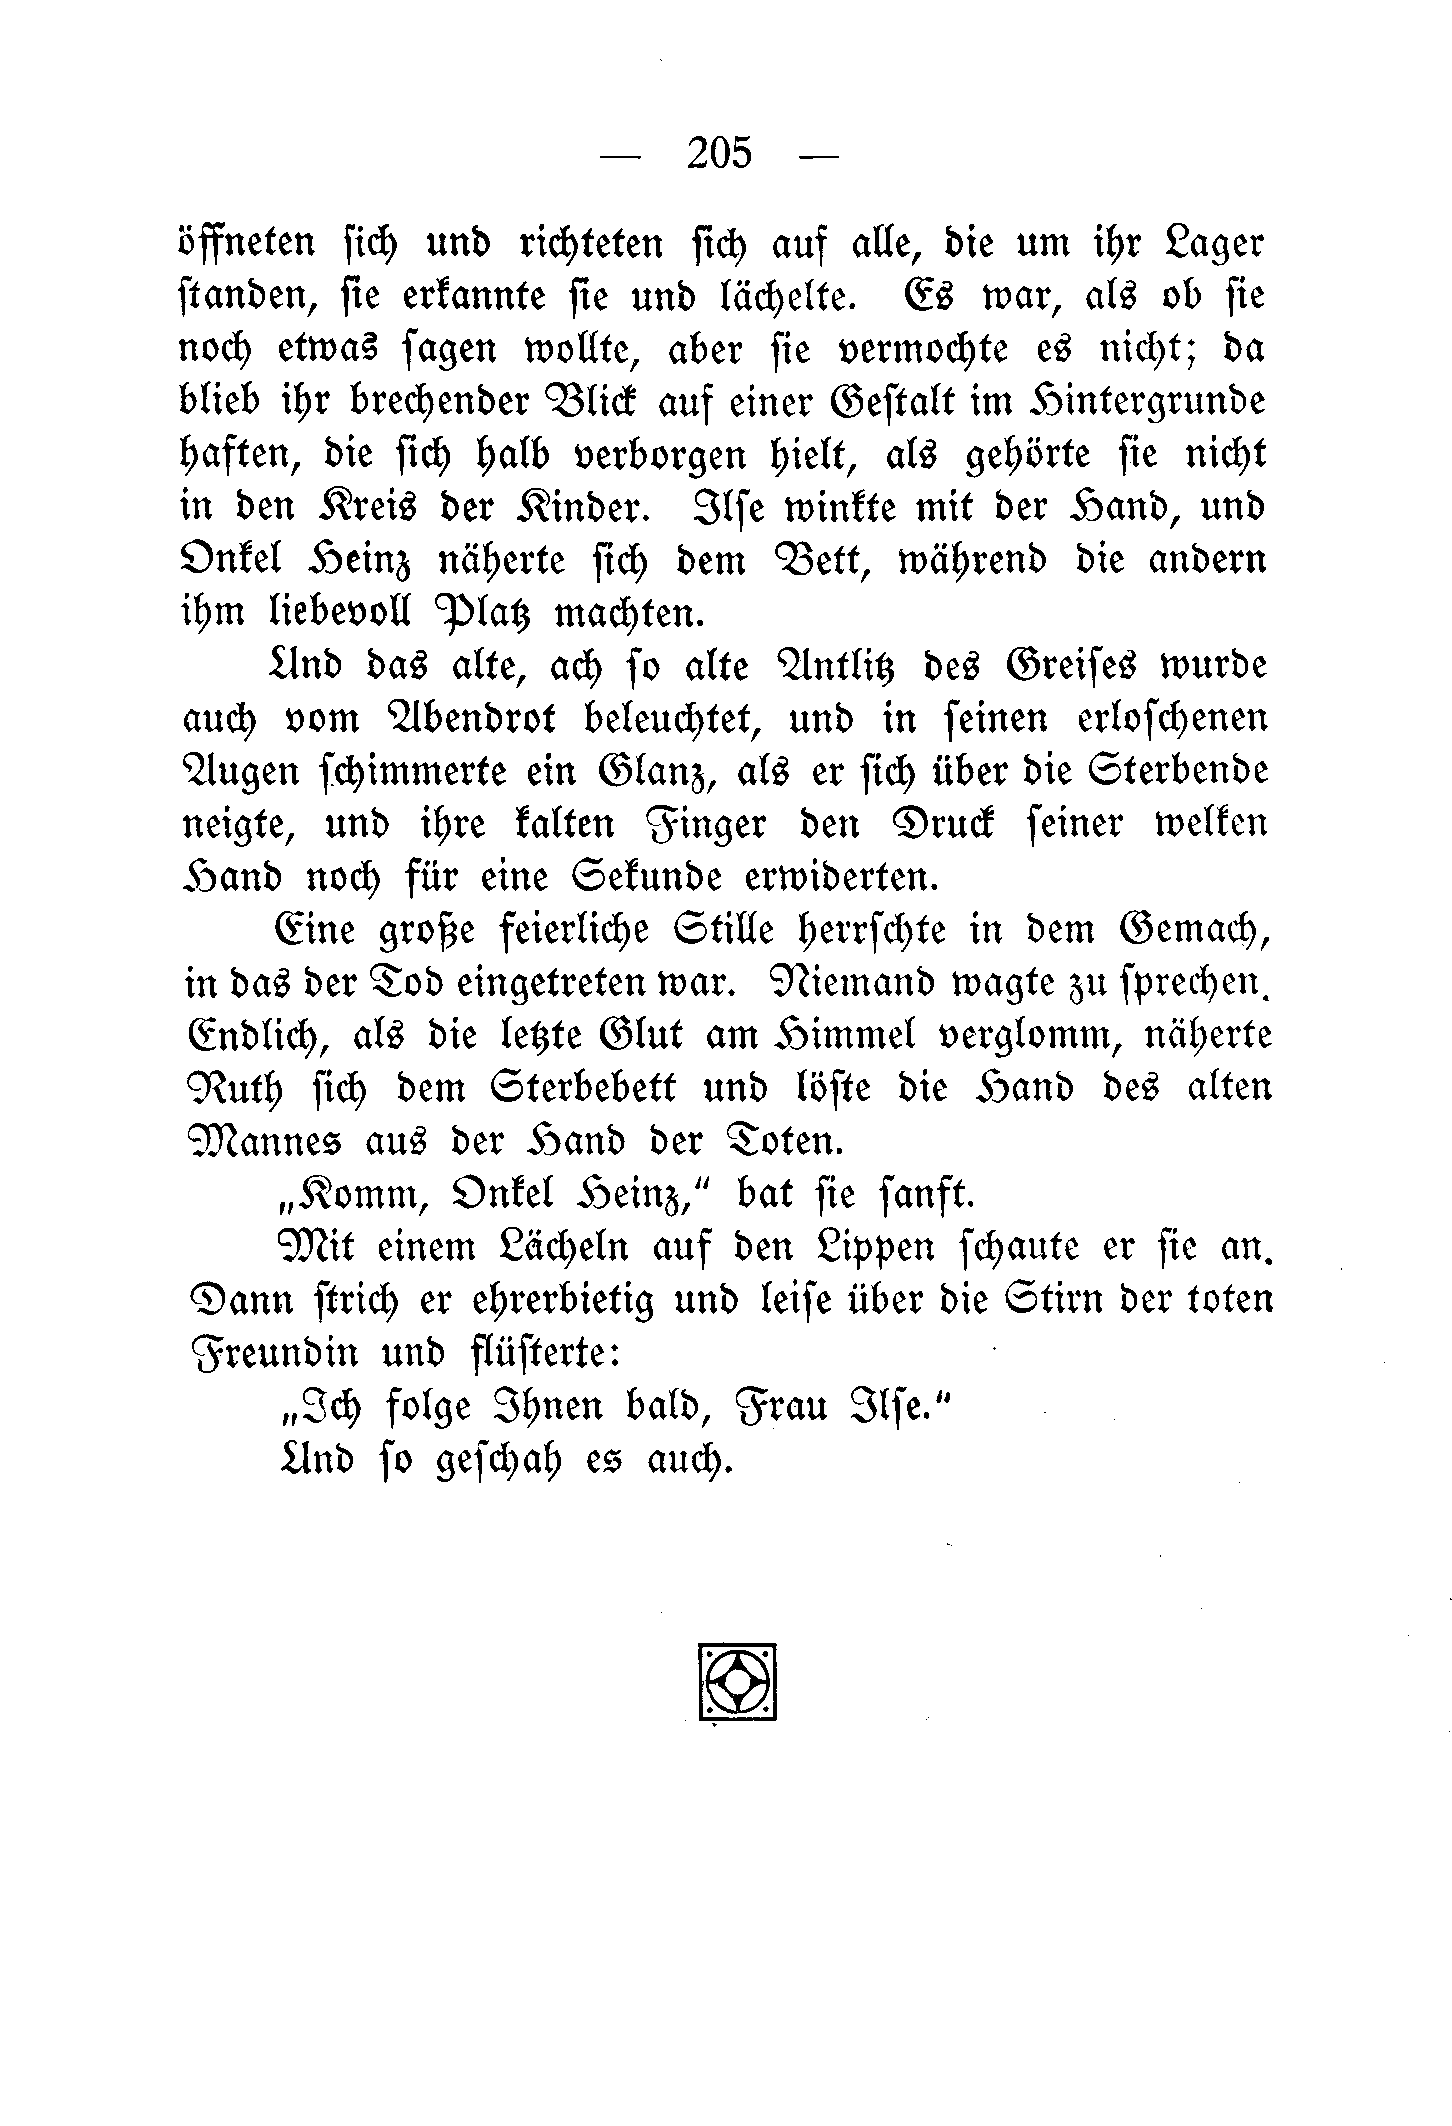 — 205 —
öffneten ſich und richteten ſich auf alle, die um ihr Lager
ſtanden, ſie erkannte ſie und lächelte. Es war, als ob ſie
noch etwas ſagen wollte, aber ſie vermochte es nicht; da
blieb ihr brechender Blick auf einer Geſtalt im Hintergrunde
haften, die ſich halb verborgen hielt, als gehörte ſie nicht
in den Kreis der Kinder. Ilſe winkte mit der Hand, und
Onkel Heinz näherte ſich dem Bett, während die andern
ihm liebevoll Platz machten.
Und das alte, ach ſo alte Antlitz des Greiſes wurde
auch vom Abendrot beleuchtet, und in ſeinen erloſchenen
Augen ſchimmerte ein Glanz, als er ſich über die Sterbende
neigte, und ihre kalten Finger den Druck ſeiner welken
Hand noch für eine Sekunde erwiderten.
Eine große feierliche Stille herrſchte in dem Gemach,
in das der Tod eingetreten war. Niemand wagte zu ſprechen.
Endlich, als die letzte Glut am Himmel verglomm, näherte
Ruth ſich dem Sterbebett und löſte die Hand des alten
Mannes aus der Hand der Toten.
„Komm, Onkel Heinz,“ bat ſie ſanft.
Mit einem Lächeln auf den Lippen ſchaute er ſie an.
Dann ſtrich er ehrerbietig und leiſe über die Stirn der toten
Freundin und flüſterte:
„Ich folge Ihnen bald, Frau Ilſe.“
Und ſo geſchah es auch.